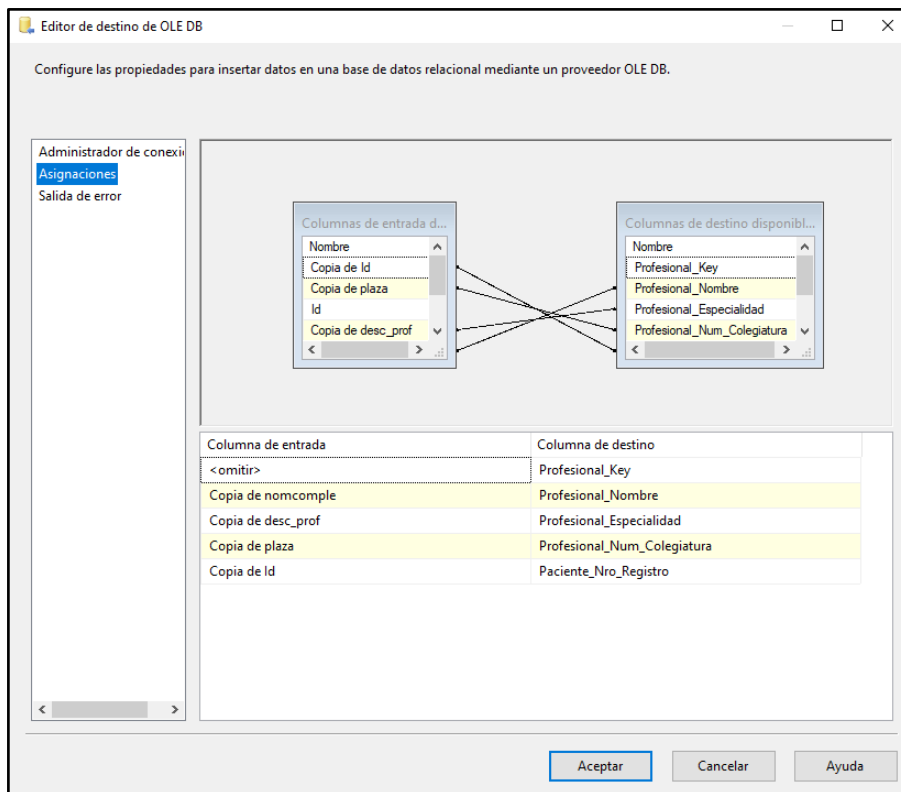 Editor de destino de OLE DB
Configure las propiedades para insertar datos en una base de datos relacional mediante un proveedor OLE DB.
Administrador de conexi
Asignaciones
Salida de error
Columnas de entrada d...
Nombre
Copia de Id
Copia de plaza
Id
Copia de desc_prof
Columnas de destino disponibl...
Nombre
Profesional_Key
Profesional_Nombre
Profesional_Especialidad
Profesional_Num_Colegiatura
Columna de entrada Columna de destino
<omitir> Profesional_Key
Copia de nomcomple Profesional_Nombre
Copia de desc_prof Profesional_Especialidad
Copia de plaza Profesional_Num_Colegiatura
Copia de Id Paciente_Nro_Registro
Aceptar Cancelar Ayuda